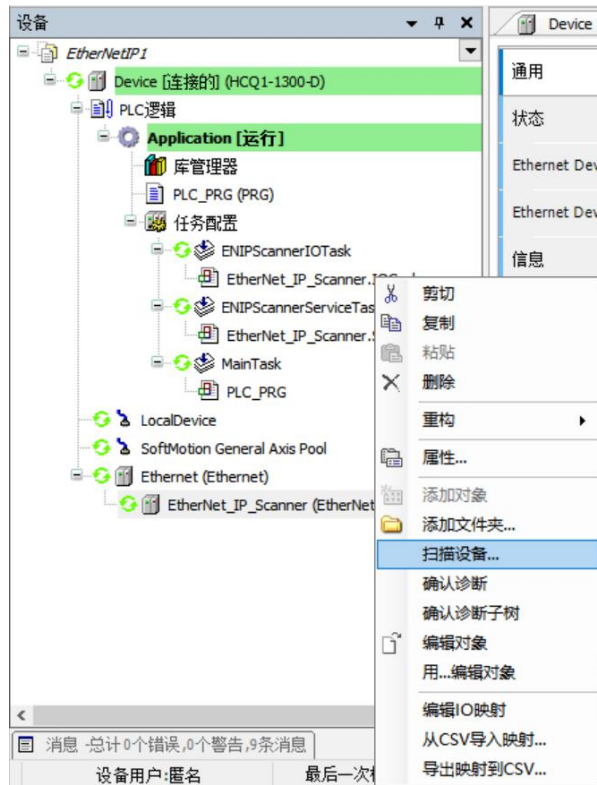 设备
EtherNetIP1
Device [连接的] (HCQ1-1300-D)
PLC逻辑
Application [运行]
库管理器
PLC_PRG (PRG)
任务配置
ENIPScannerIOTask
EtherNet_IP_Scanner.
ENIPScannerServiceTas
EtherNet_IP_Scanner.
MainTask
PLC_PRG
LocalDevice
SoftMotion General Axis Pool
Ethernet (Ethernet)
EtherNet_IP_Scanner (EtherNet
Device
通用
状态
Ethernet Dev
Ethernet Dev
信息
剪切
复制
粘贴
删除
重构
属性...
添加对象
添加文件夹...
扫描设备...
确认诊断
确认诊断子树
编辑对象
用...编辑对象
编辑IO映射
从CSV导入映射...
导出映射到CSV...
消息 -总计0个错误,0个警告,9条消息
设备用户:匿名
最后一次